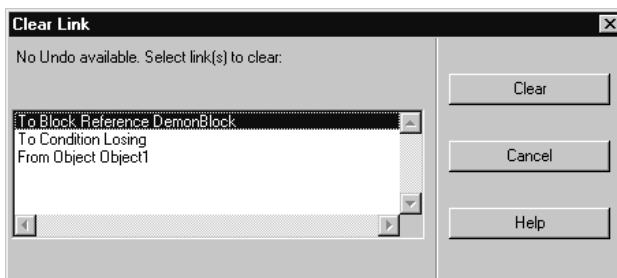 Clear Link
No Undo available. Select link(s) to clear:
To Block Reference DemonBlock
To Condition Losing
From Object Object1
Clear
Cancel
Help